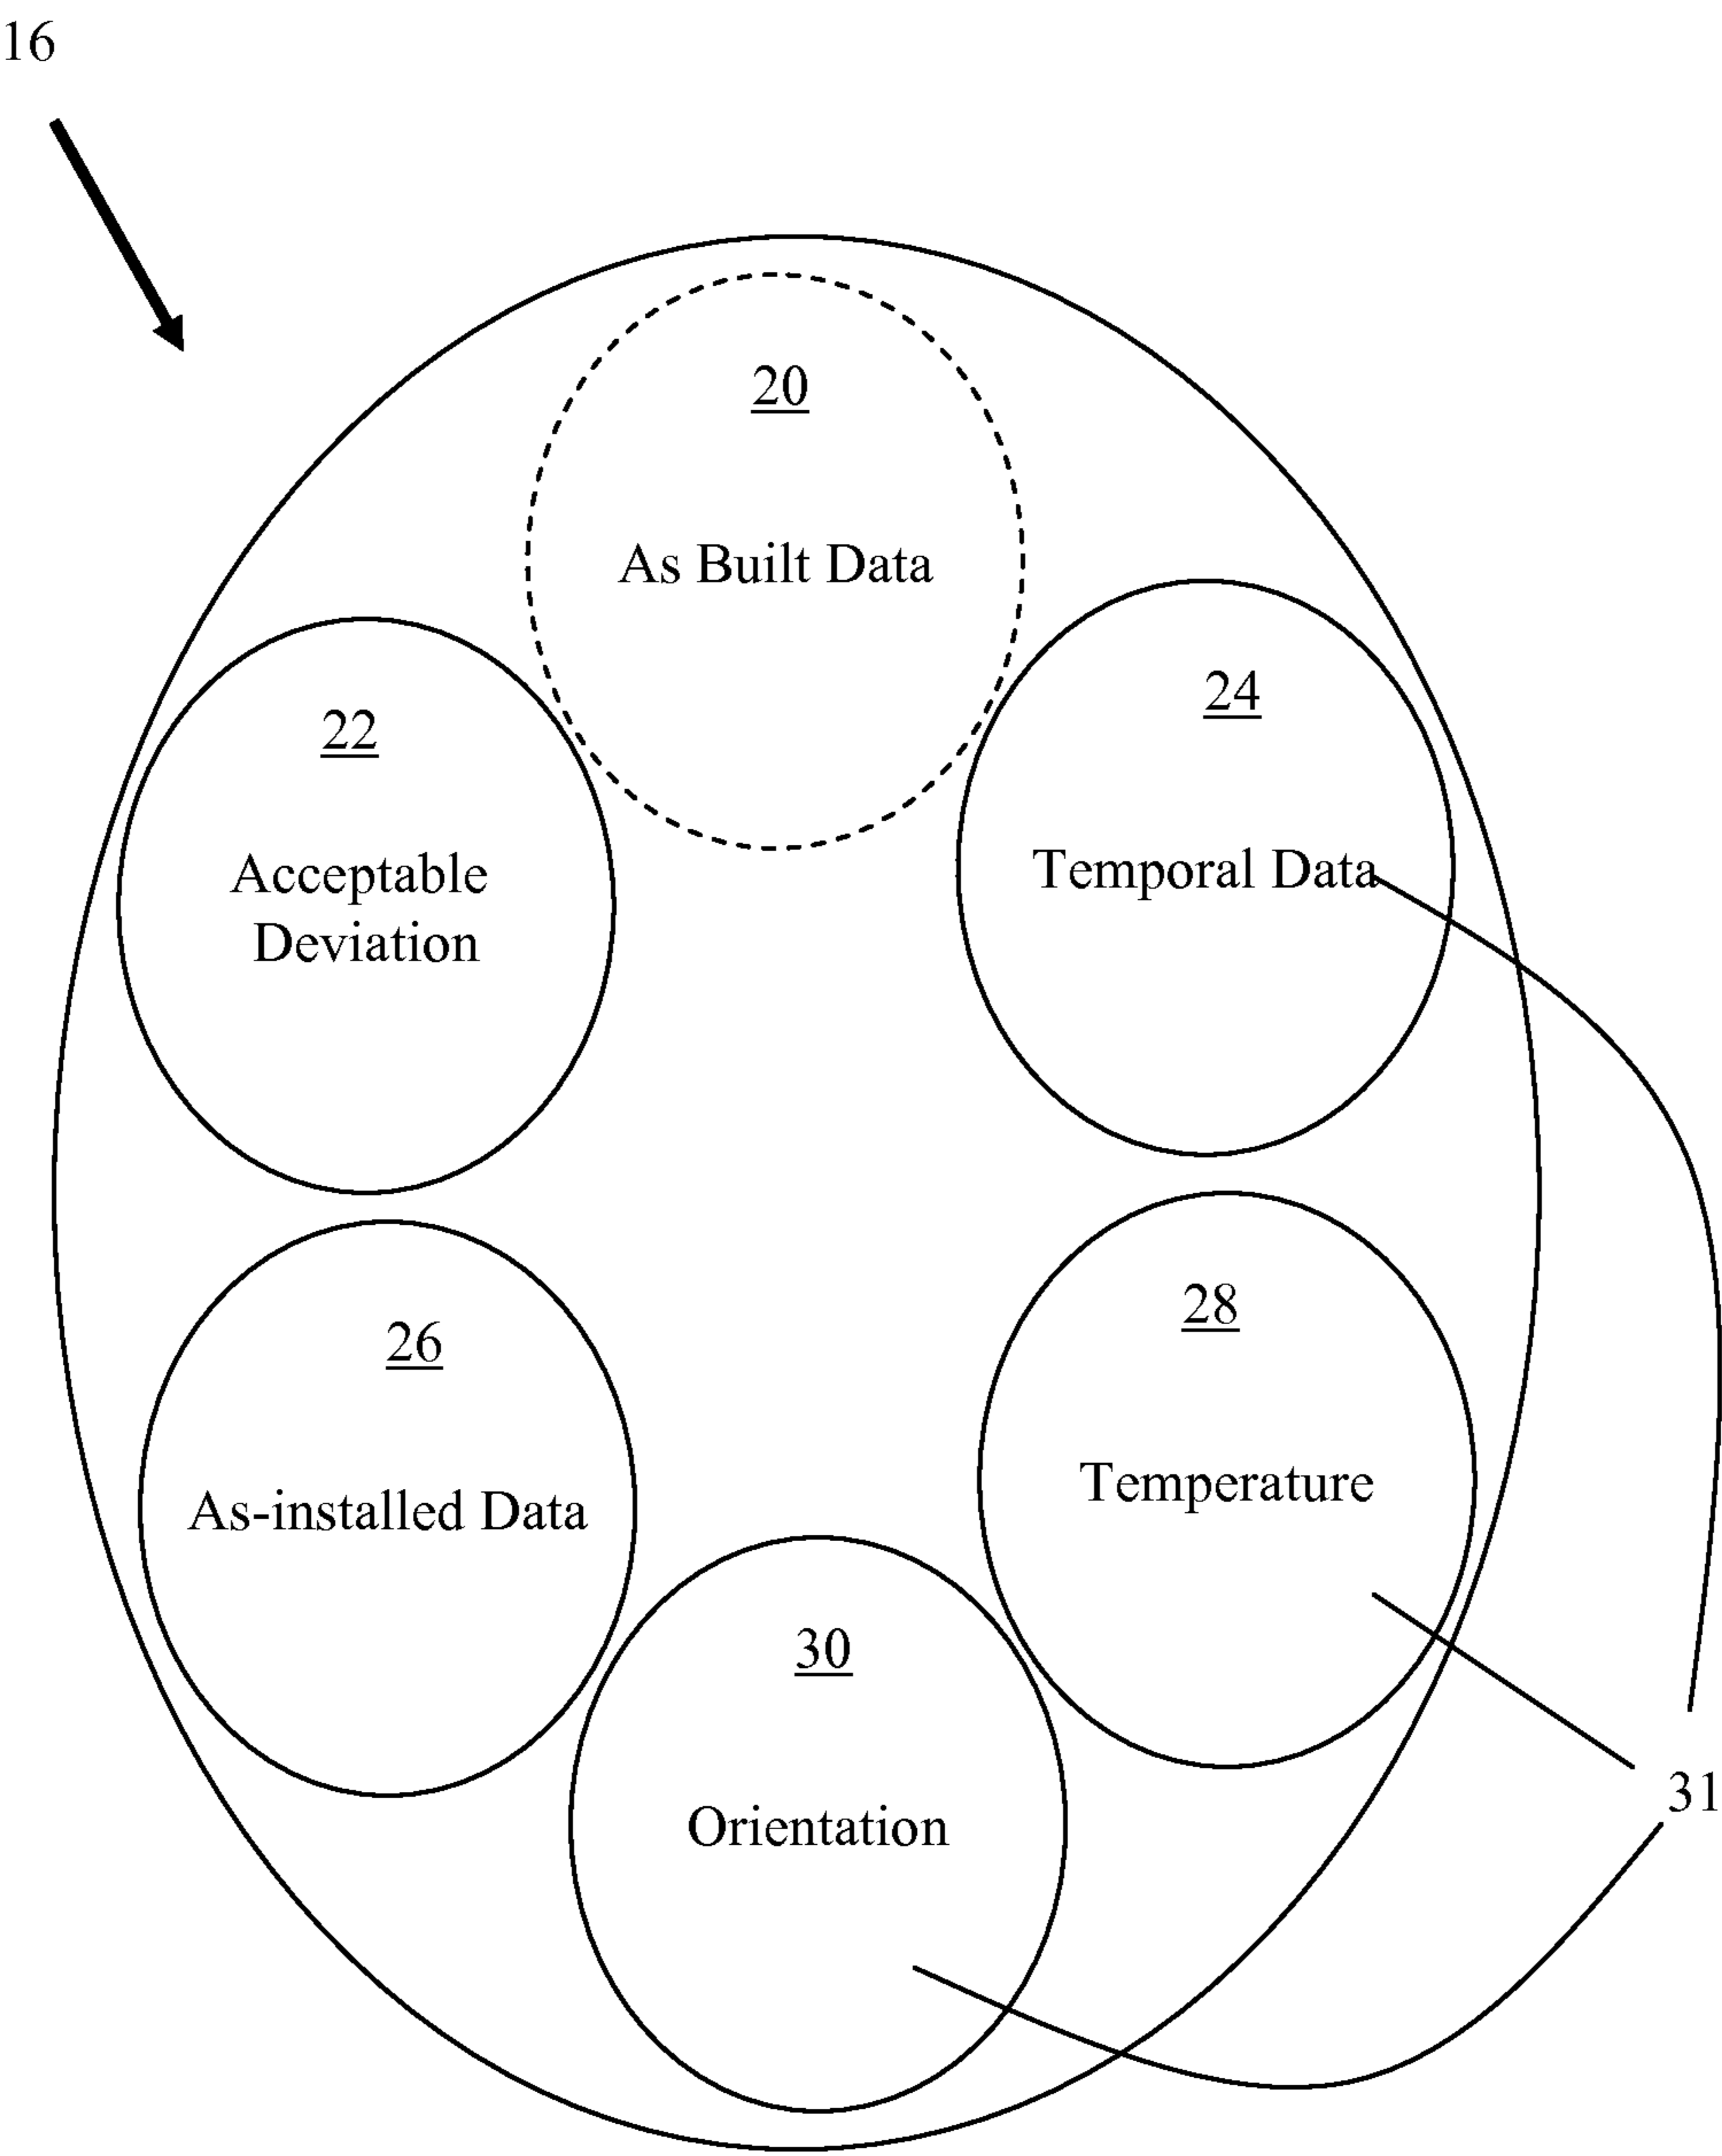 16
20
As Built Data
24
Temporal Data
22
Acceptable
Deviation
28
Temperature
26
As-installed Data
30
Orientation
31